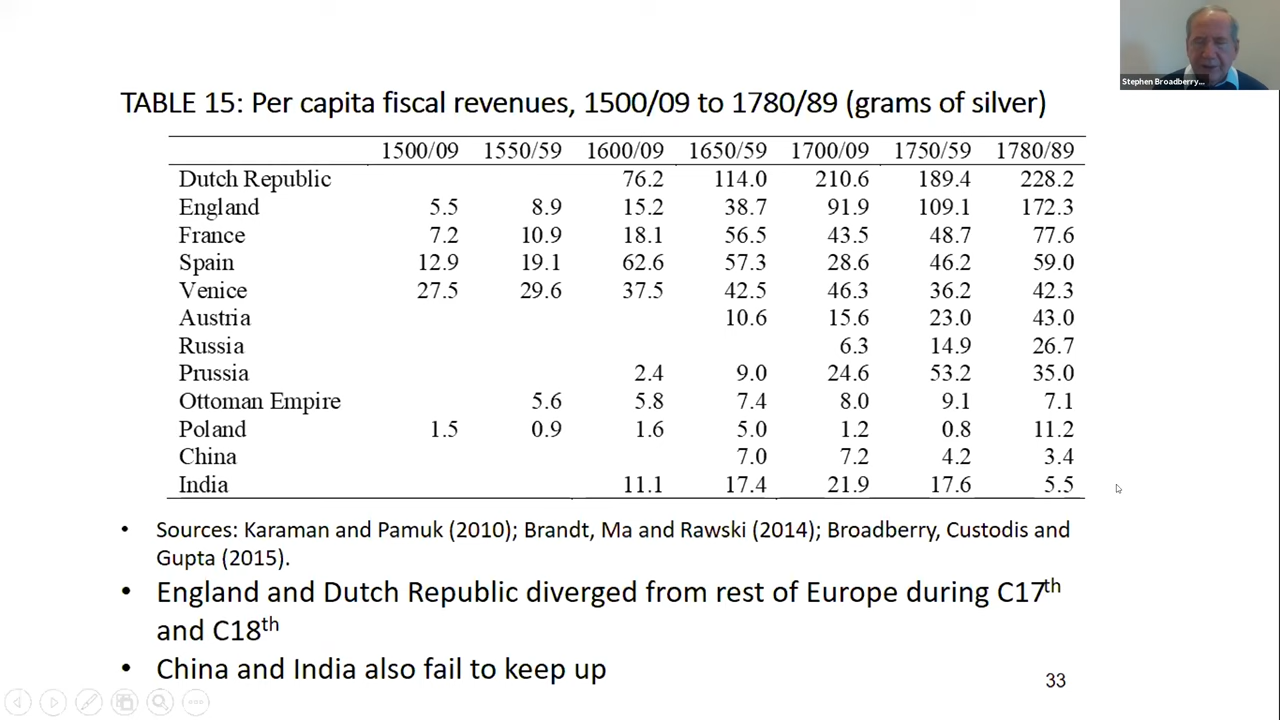 Stephen Broadberry...
TABLE 15: Per capita fiscal revenues, 1500/09 to 1780/89 (grams of silver)
1500/09 1550/59 1600/09 1650/59 1700/09 1750/59 1780/89
Dutch Republic 76.2 114.0 210.6 189.4 228.2
England 5.5 8.9 15.2 38.7 91.9 109.1 172.3
France 7.2 10.9 18.1 56.5 43.5 48.7 77.6
Spain 12.9 19.1 62.6 57.3 28.6 46.2 59.0
Venice 27.5 29.6 37.5 42.5 46.3 36.2 42.3
Austria 10.6 15.6 23.0 43.0
Russia 6.3 14.9 26.7
Prussia 2.4 9.0 24.6 53.2 35.0
Ottoman Empire 5.6 5.8 7.4 8.0 9.1 7.1
Poland 1.5 0.9 1.6 5.0 1.2 0.8 11.2
China 7.0 7.2 4.2 3.4
India 11.1 17.4 21.9 17.6 5.5
• Sources: Karaman and Pamuk (2010); Brandt, Ma and Rawski (2014); Broadberry, Custodis and
Gupta (2015).
• England and Dutch Republic diverged from rest of Europe during C17th
and C18th
• China and India also fail to keep up
33